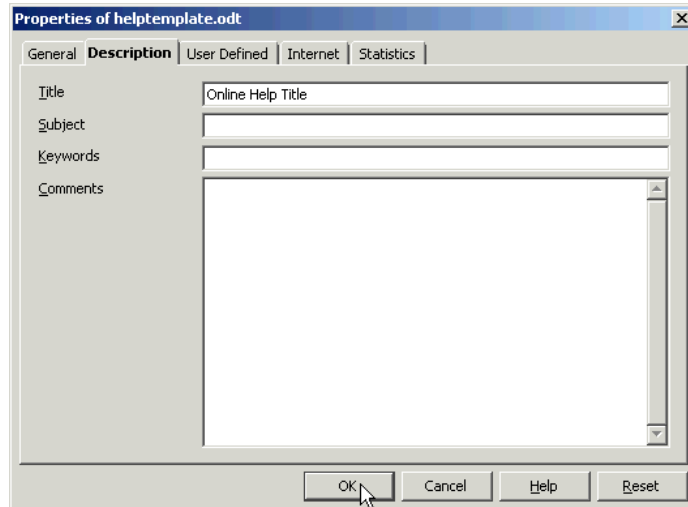 Properties of helptemplate.odt
General Description User Defined Internet Statistics
Title Online Help Title
Subject
Keywords
Comments
OK Cancel Help Reset